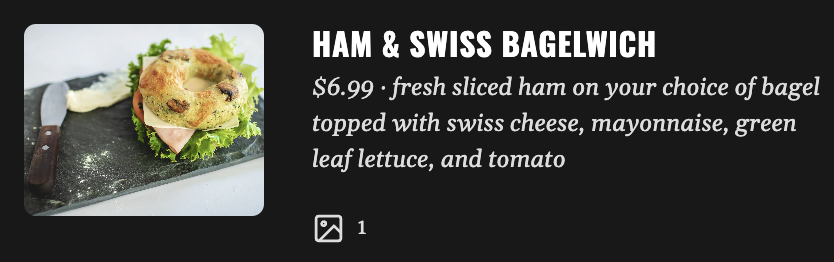 HAM & SWISS BAGELWICH
$6.99 · fresh sliced ham on your choice of bagel
topped with swiss cheese, mayonnaise, green
leaf lettuce, and tomato
1